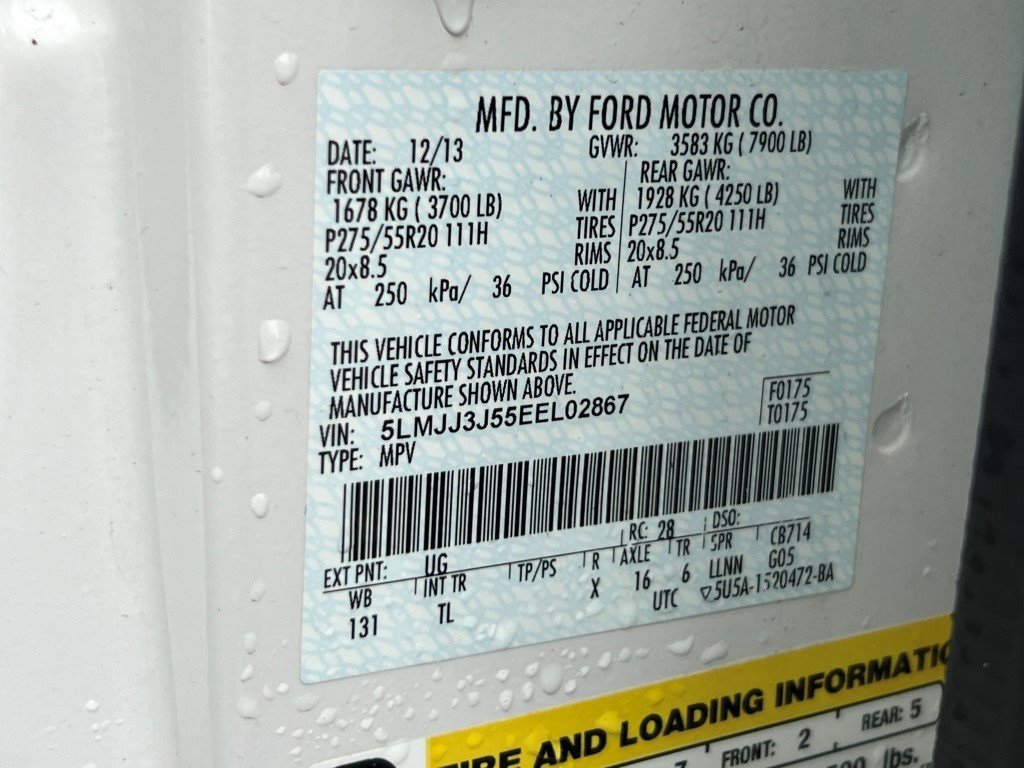 MFD. BY FORD MOTOR CO.
DATE: 12/13 GVWR: 3583 KG ( 7900 LB)
FRONT GAWR: REAR GAWR:
1678 KG ( 3700 LB) WITH 1928 KG ( 4250 LB) WITH
P275/55R20 111H TIRES P275/55R20 111H TIRES
20x8.5 RIMS 20x8.5 RIMS
AT 250 kPa/ 36 PSI COLD AT 250 kPa/ 36 PSI COLD
THIS VEHICLE CONFORMS TO ALL APPLICABLE FEDERAL MOTOR
VEHICLE SAFETY STANDARDS IN EFFECT ON THE DATE OF
MANUFACTURE SHOWN ABOVE.
VIN: 5LMJJ3J55EEL02867 F0175
TYPE: MPV T0175
EXT PNT: UG RC: 28 DSO:
WB INT TR TP/PS R AXLE TR SPR CB714
131 TL X 16 6 LLNN G05
UTC ▽5U5A-1520472-BA
TIRE AND LOADING INFORMATIO
7 FRONT: 2 REAR: 5
lbs.